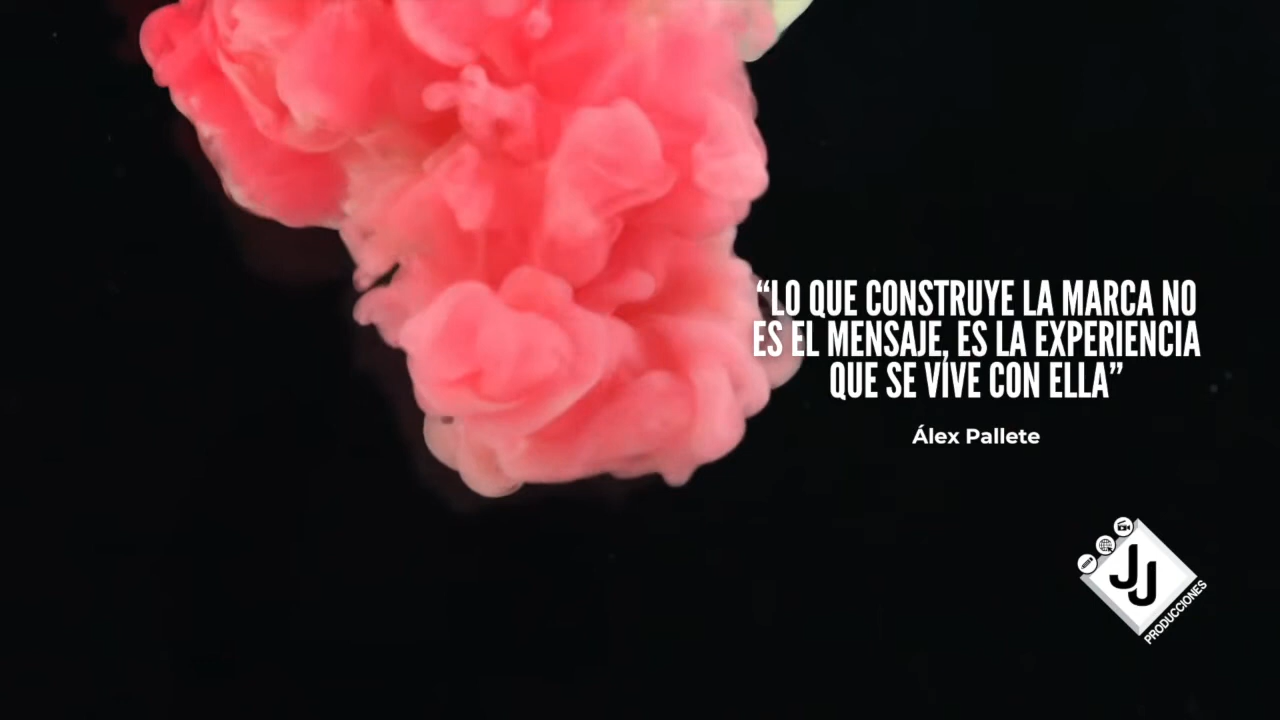 “LO QUE CONSTRUYE LA MARCA NO
ES EL MENSAJE, ES LA EXPERIENCIA
QUE SE VIVE CON ELLA”
Álex Pallete
JJ
PRODUCCIONES